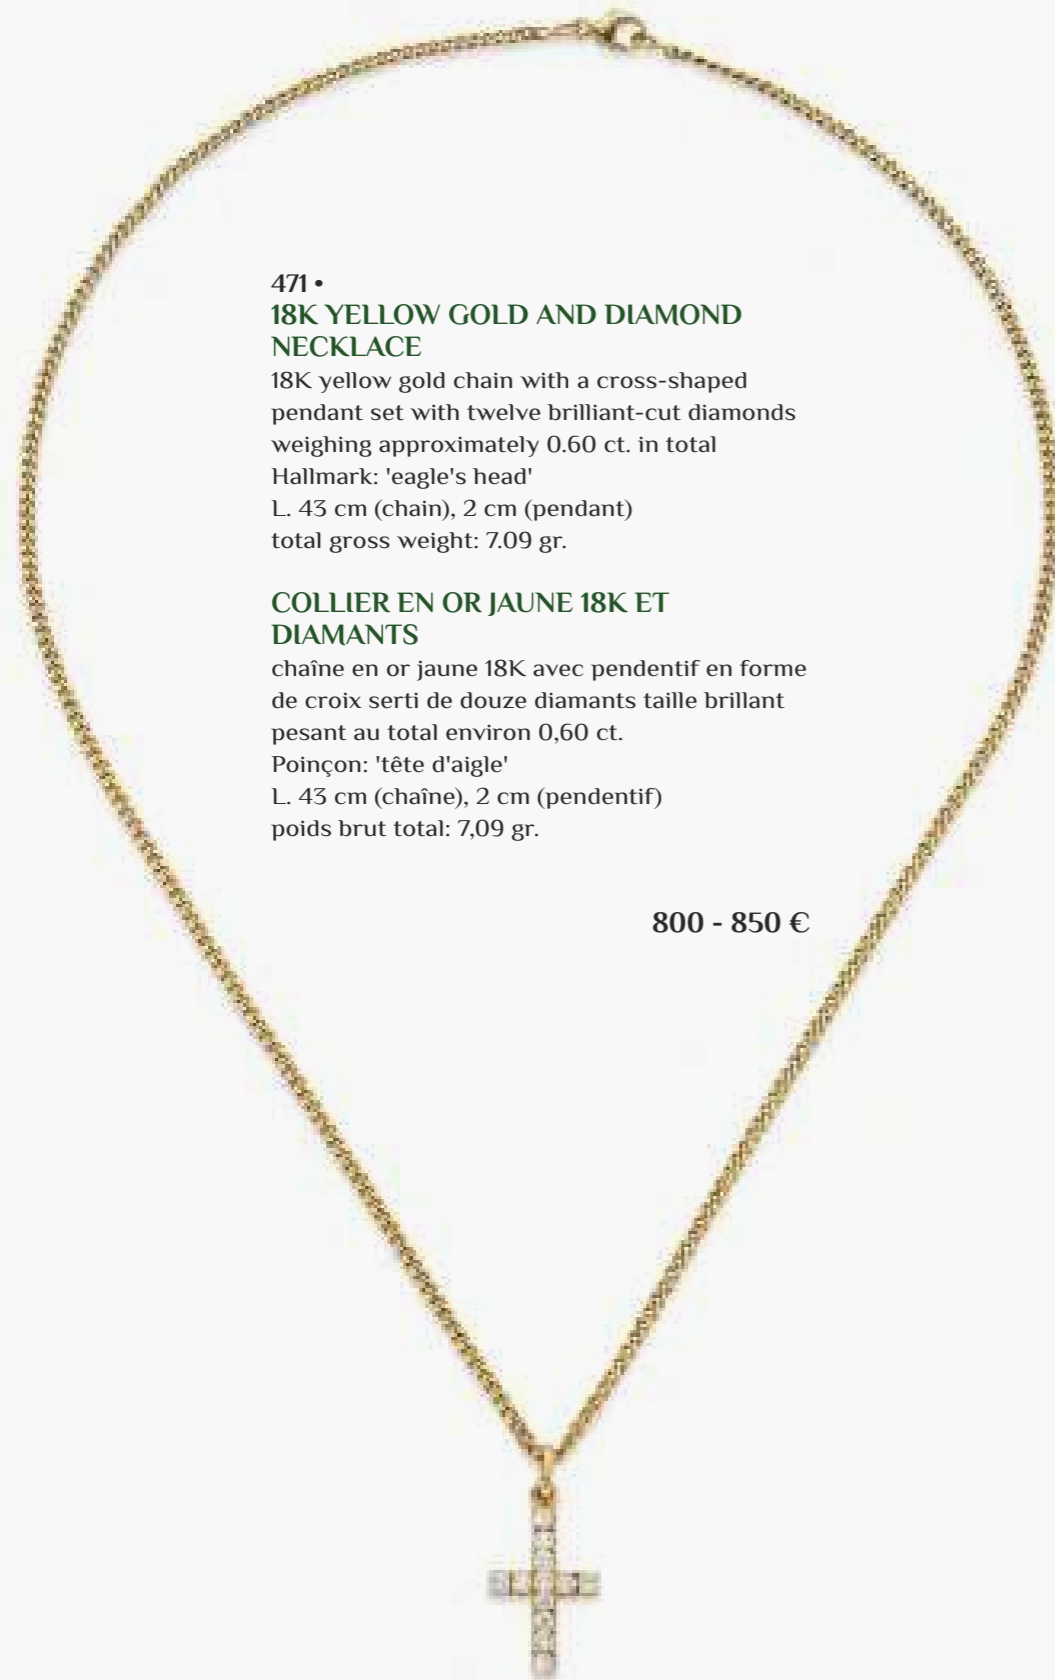 471 •
18K YELLOW GOLD AND DIAMOND
NECKLACE
18K yellow gold chain with a cross-shaped
pendant set with twelve brilliant-cut diamonds
weighing approximately 0.60 ct. in total
Hallmark: 'eagle's head'
L. 43 cm (chain), 2 cm (pendant)
total gross weight: 7.09 gr.
COLLIER EN OR JAUNE 18K ET
DIAMANTS
chaîne en or jaune 18K avec pendentif en forme
de croix serti de douze diamants taille brillant
pesant au total environ 0,60 ct.
Poinçon: 'tête d'aigle'
L. 43 cm (chaîne), 2 cm (pendentif)
poids brut total: 7,09 gr.
800 - 850 €